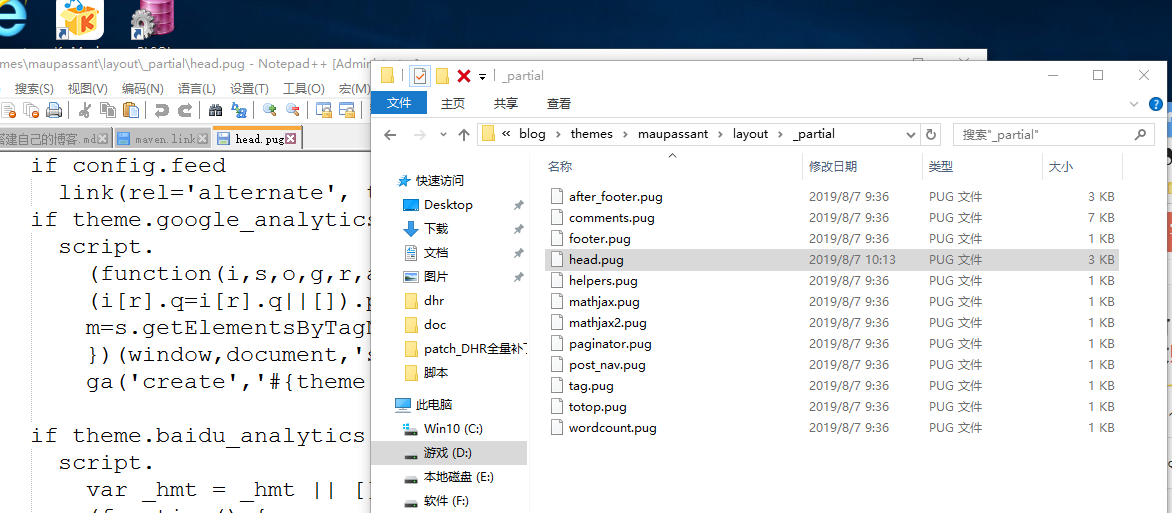 mes\maupassant\layout\_partial\head.pug - Notepad++ [Admin
搜索(S) 视图(V) 编码(N) 语言(L) 设置(T) 工具(O) 宏(M)
搭建自己的博客.md maven.link head.pug
if config.feed
link(rel='alternate', t
if theme.google_analytics
script.
(function(i,s,o,g,r,a
(i[r].q=i[r].q||[]).p
m=s.getElementsByTagN
})(window,document,'s
ga('create','#{theme
if theme.baidu_analytics
script.
var _hmt = _hmt || []
(function() {
_partial
文件 主页 共享 查看
« blog › themes › maupassant › layout › _partial
搜索"_partial"
快速访问
Desktop
下载
文档
图片
dhr
doc
patch_DHR全量补丁
脚本
此电脑
Win10 (C:)
游戏 (D:)
本地磁盘 (E:)
软件 (F:)
名称 修改日期 类型 大小
after_footer.pug 2019/8/7 9:36 PUG 文件 3 KB
comments.pug 2019/8/7 9:36 PUG 文件 7 KB
footer.pug 2019/8/7 9:36 PUG 文件 1 KB
head.pug 2019/8/7 10:13 PUG 文件 3 KB
helpers.pug 2019/8/7 9:36 PUG 文件 1 KB
mathjax.pug 2019/8/7 9:36 PUG 文件 1 KB
mathjax2.pug 2019/8/7 9:36 PUG 文件 1 KB
paginator.pug 2019/8/7 9:36 PUG 文件 1 KB
post_nav.pug 2019/8/7 9:36 PUG 文件 1 KB
tag.pug 2019/8/7 9:36 PUG 文件 1 KB
totop.pug 2019/8/7 9:36 PUG 文件 1 KB
wordcount.pug 2019/8/7 9:36 PUG 文件 1 KB